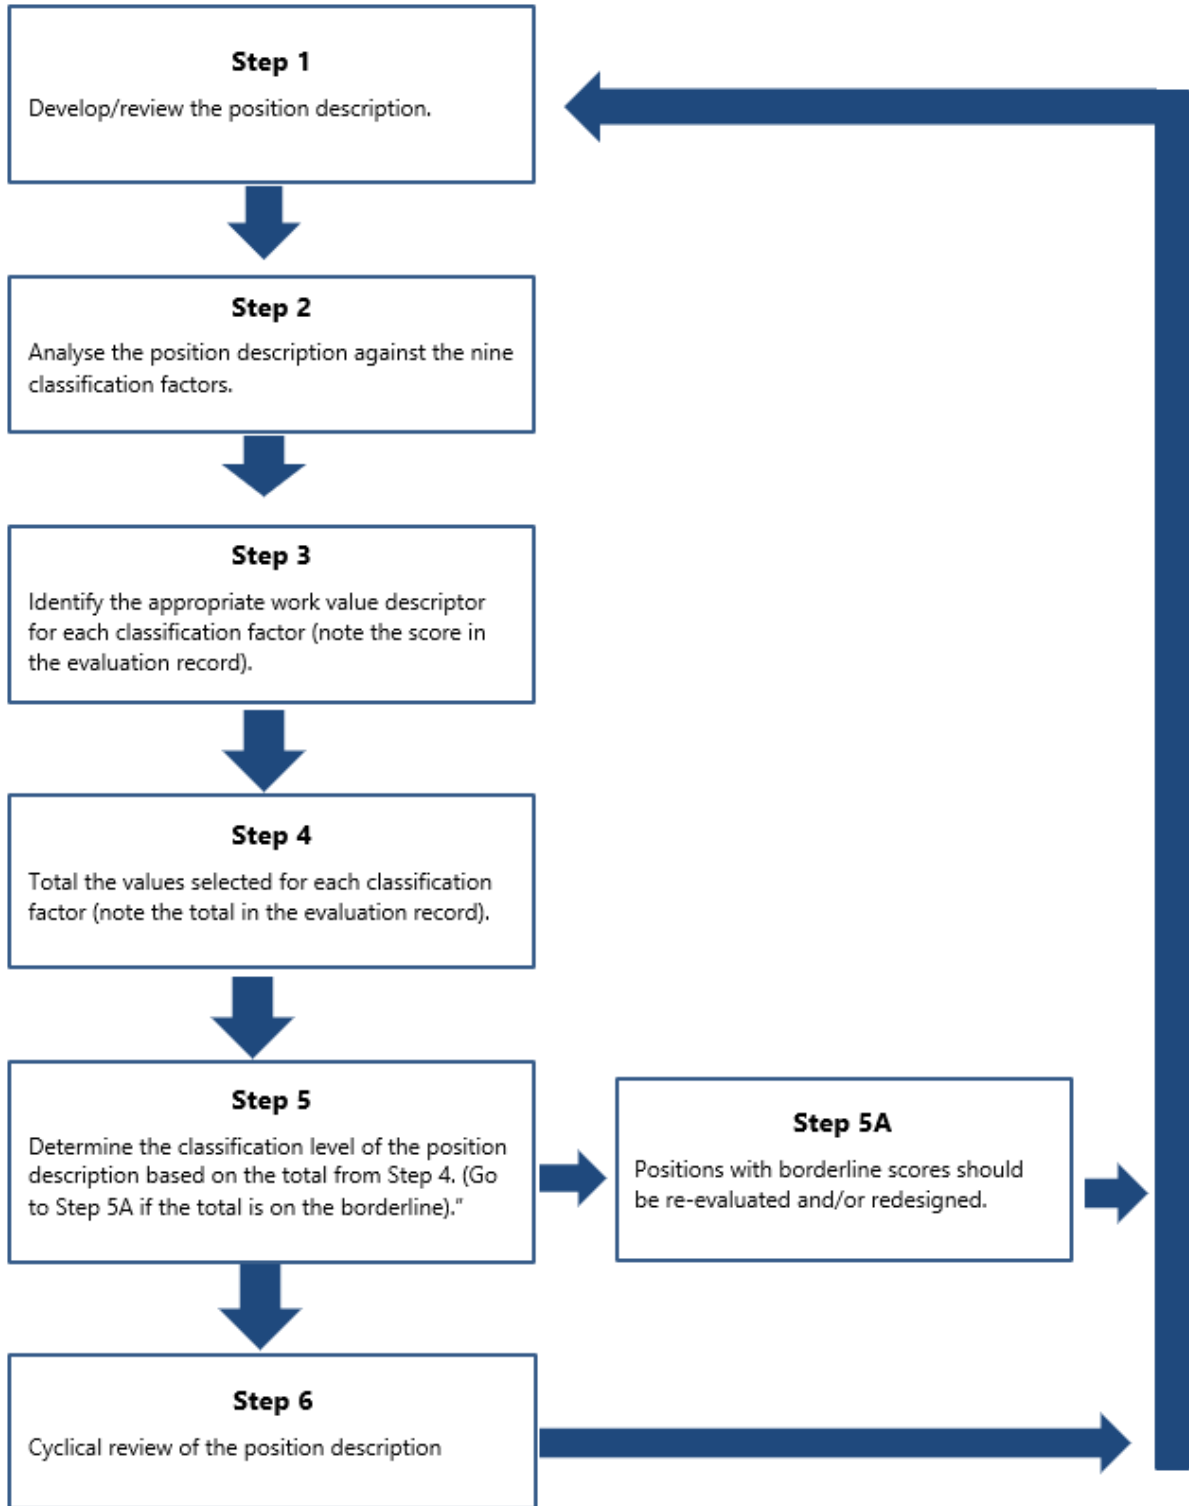 Step 1
Develop/review the position description.
Step 2
Analyse the position description against the nine
classification factors.
Step 3
Identify the appropriate work value descriptor
for each classification factor (note the score in
the evaluation record).
Step 4
Total the values selected for each classification
factor (note the total in the evaluation record).
Step 5
Determine the classification level of the position
description based on the total from Step 4. (Go
to Step 5A if the total is on the borderline).”
Step 5A
Positions with borderline scores should
be re-evaluated and/or redesigned.
Step 6
Cyclical review of the position description